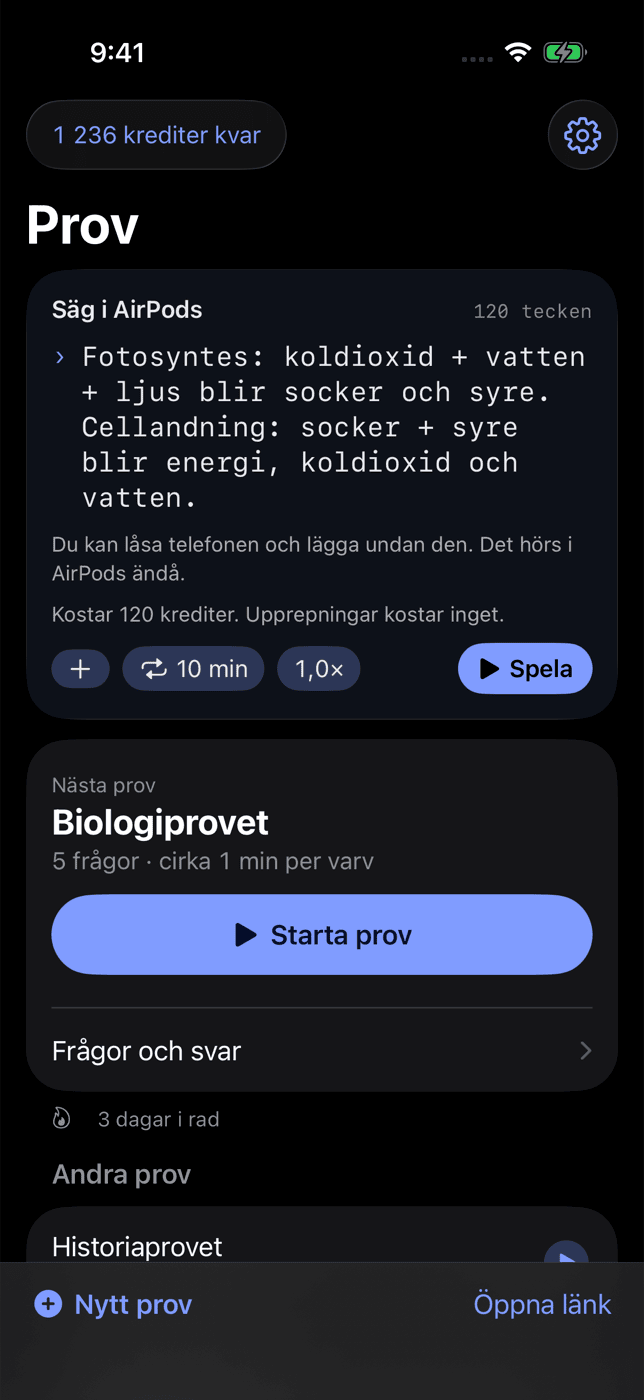 9:41
1 236 krediter kvar
Prov
Säg i AirPods
120 tecken
› Fotosyntes: koldioxid + vatten
+ ljus blir socker och syre.
Cellandning: socker + syre
blir energi, koldioxid och
vatten.
Du kan låsa telefonen och lägga undan den. Det hörs i
AirPods ändå.
Kostar 120 krediter. Upprepningar kostar inget.
10 min
1,0×
Spela
Nästa prov
Biologiprovet
5 frågor · cirka 1 min per varv
Starta prov
Frågor och svar
3 dagar i rad
Andra prov
Historiaprovet
Nytt prov
Öppna länk